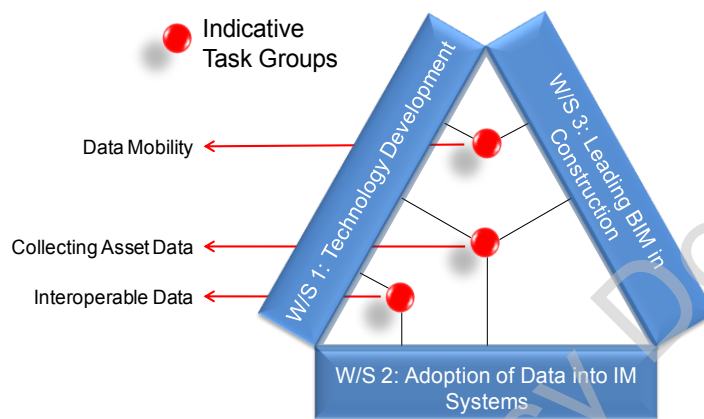 Indicative
Task Groups
W/S 1: Technology Development
W/S 3: Leading BIM in
Construction
Data Mobility
Collecting Asset Data
Interoperable Data
W/S 2: Adoption of Data into IM
Systems